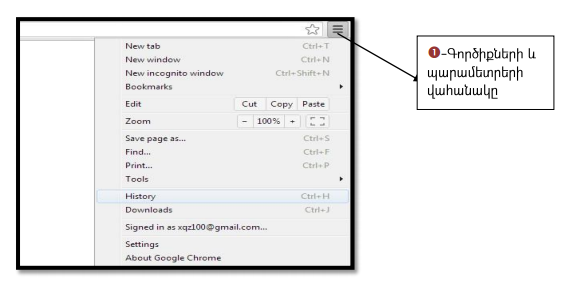 New tab Ctrl+T
New window Ctrl+N
New incognito window Ctrl+Shift+N
Bookmarks
Edit Cut Copy Paste
Zoom - 100% +
Save page as... Ctrl+S
Find... Ctrl+F
Print... Ctrl+P
Tools
History Ctrl+H
Downloads Ctrl+J
Signed in as xqz100@gmail.com...
Settings
About Google Chrome
❶-Գործիքների և
պարամետրերի
վահանակը